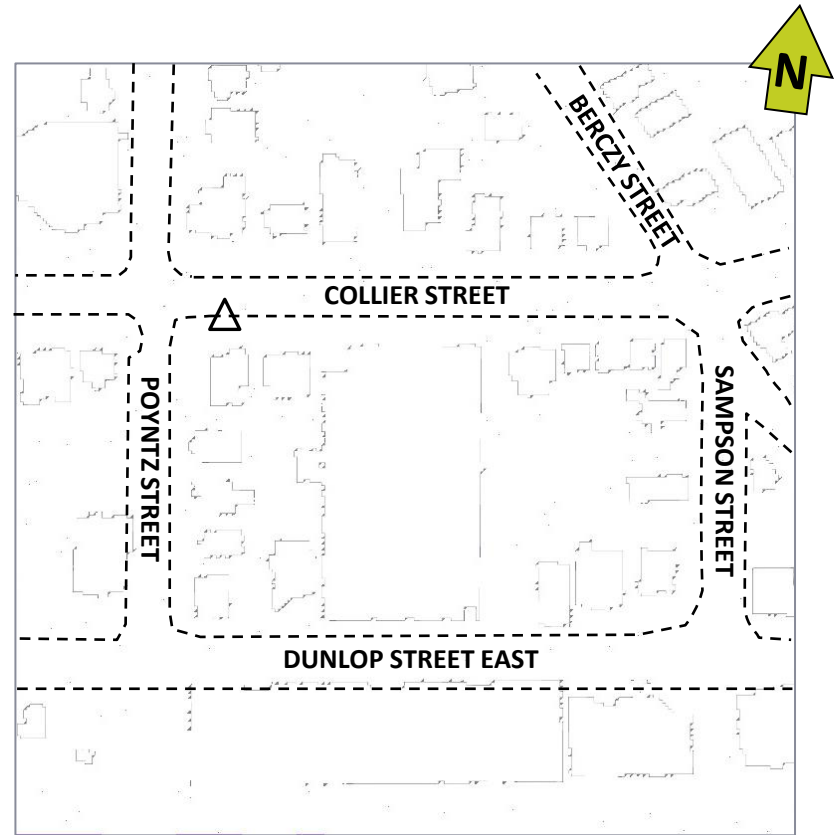 N
BERCZY STREET
COLLIER STREET
POYNTZ STREET
SAMPSON STREET
DUNLOP STREET EAST